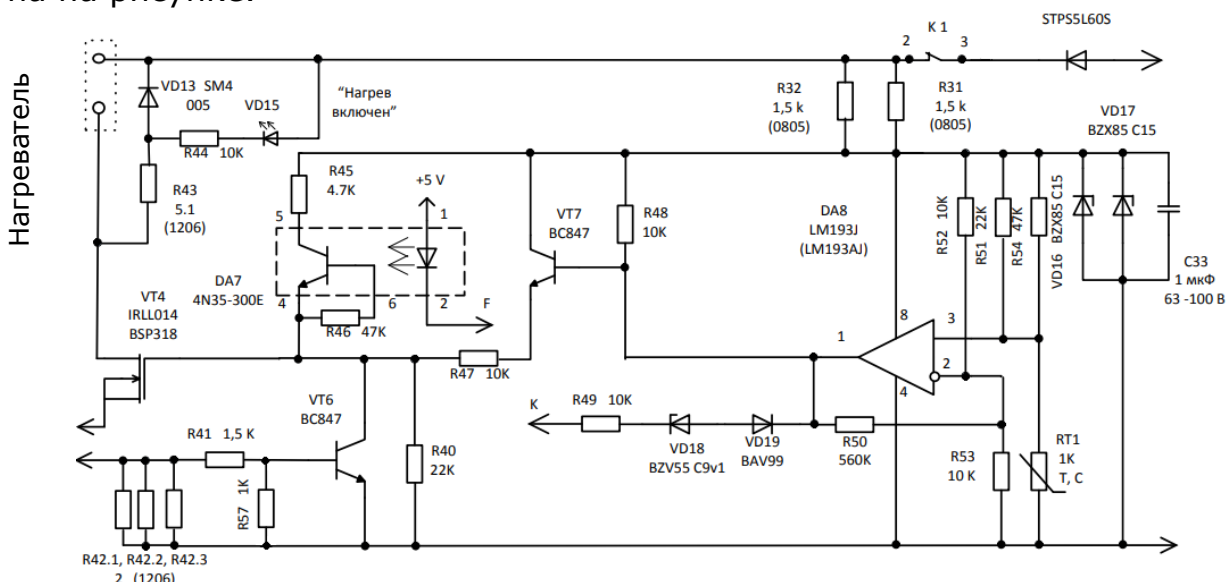 на на рисунке.
Нагреватель
VD13 SM4
005
VD15
"Нагрев
включен"
R44 10K
R43
5.1
(1206)
R45
4.7K
+5 V
1
5
VT7
BC847
R48
10K
R32
1,5 k
(0805)
K 1
2
3
R31
1,5 k
(0805)
STPS5L60S
VD17
BZX85 C15
DA8
LM193J
(LM193AJ)
R52 10K
R51 22K
R54 47K
VD16 BZX85 C15
C33
1 мкФ
63 -100 В
DA7
4N35-300E
4
6
2
F
R46 47K
VT4
IRLL014
BSP318
R47 10K
1
8
3
2
4
VT6
BC847
R41 1,5 K
R57 1K
R40
22K
K
R49 10K
VD18
BZV55 C9v1
VD19
BAV99
R50
560K
R53
10 K
RT1
1K
T, C
R42.1, R42.2, R42.3
2 (1206)